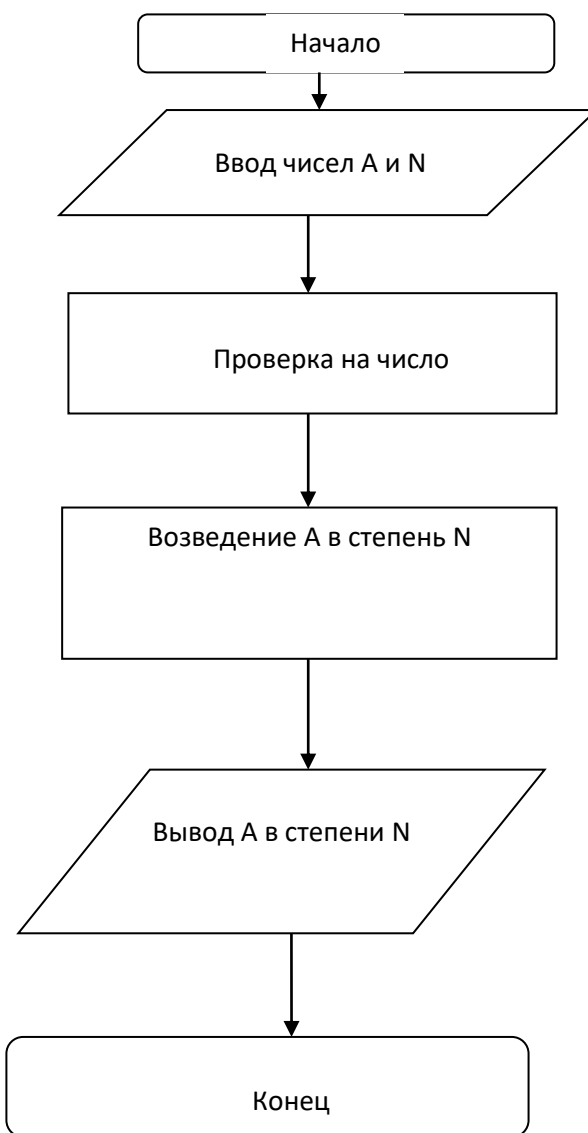 Начало
Ввод чисел A и N
Проверка на число
Возведение A в степень N
Вывод A в степени N
Конец